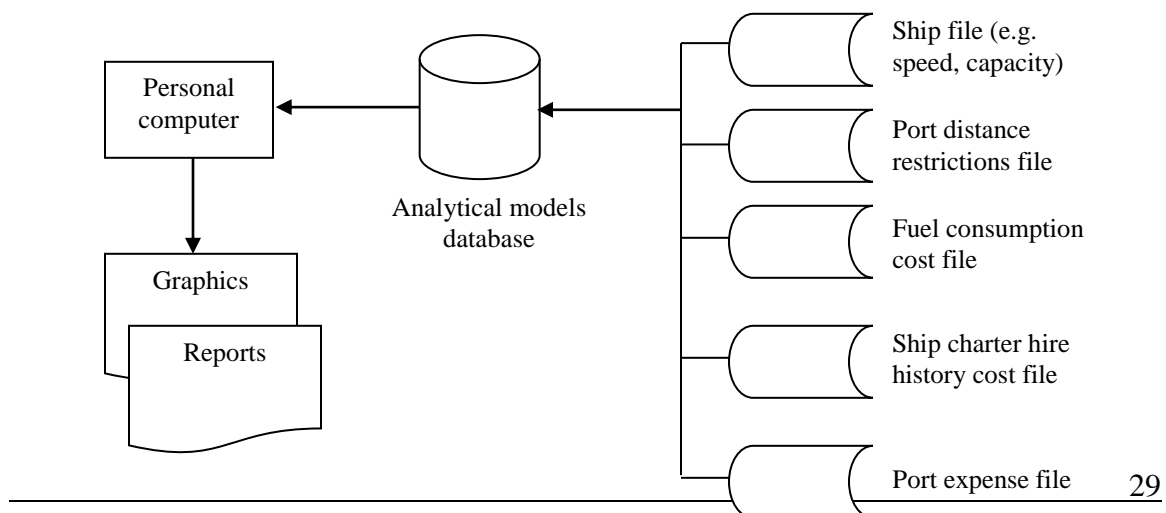 Personal
computer
Graphics
Reports
Analytical models
database
Ship file (e.g.
speed, capacity)
Port distance
restrictions file
Fuel consumption
cost file
Ship charter hire
history cost file
Port expense file
29